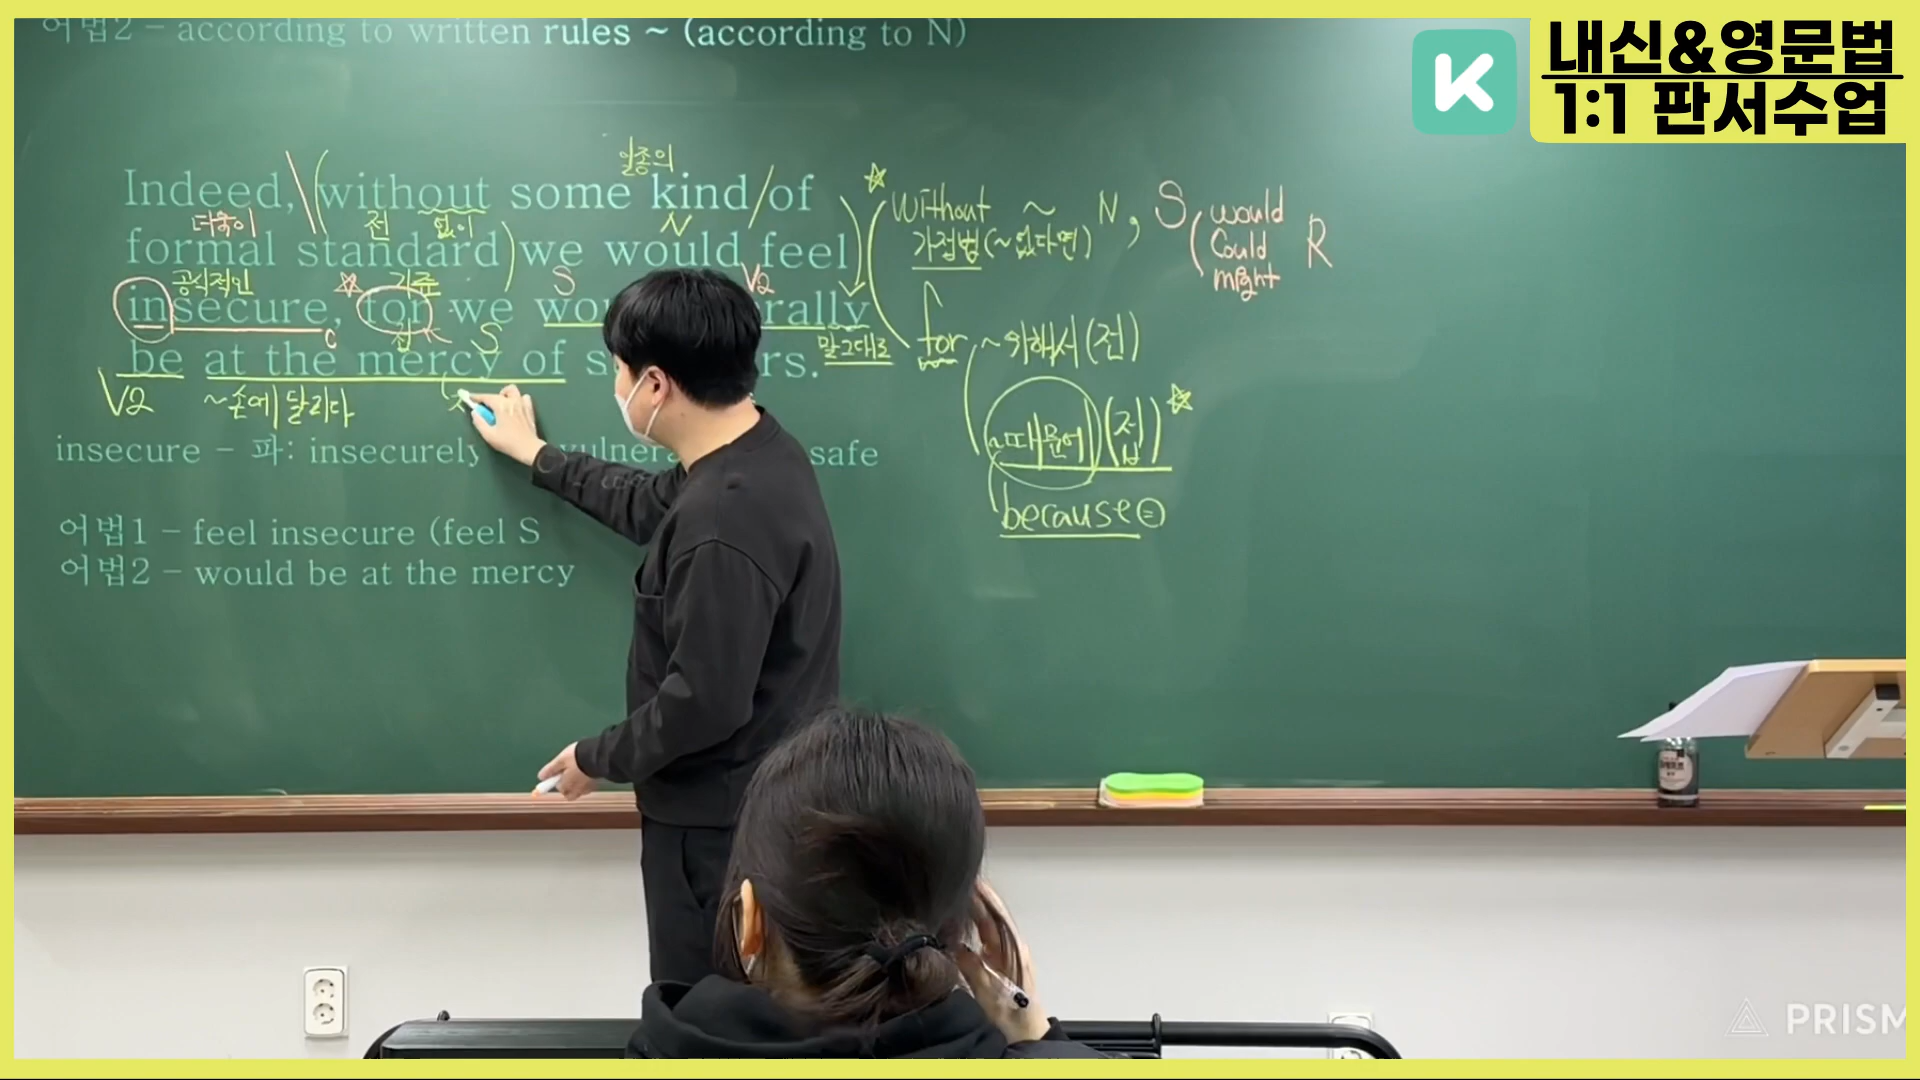 어법2 – according to written rules ~ (according to N)
내신&영문법
1:1 판서수업
K
일종의
Indeed, (without some kind/of
더욱이 전 없이 N
formal standard) we would feel
공식적인 기준 S V2
insecure, for we wo rally
C 접 S 말그대로
be at the mercy of s rs.
V2 ~손에 달리다
insecure – 파: insecurely vulnera safe
어법1 – feel insecure (feel S
어법2 – would be at the mercy
without ~ N, S would
가정법 (~없다면) could R
might
for ~위해서 (전)
~때문에 (접)
because
PRISM